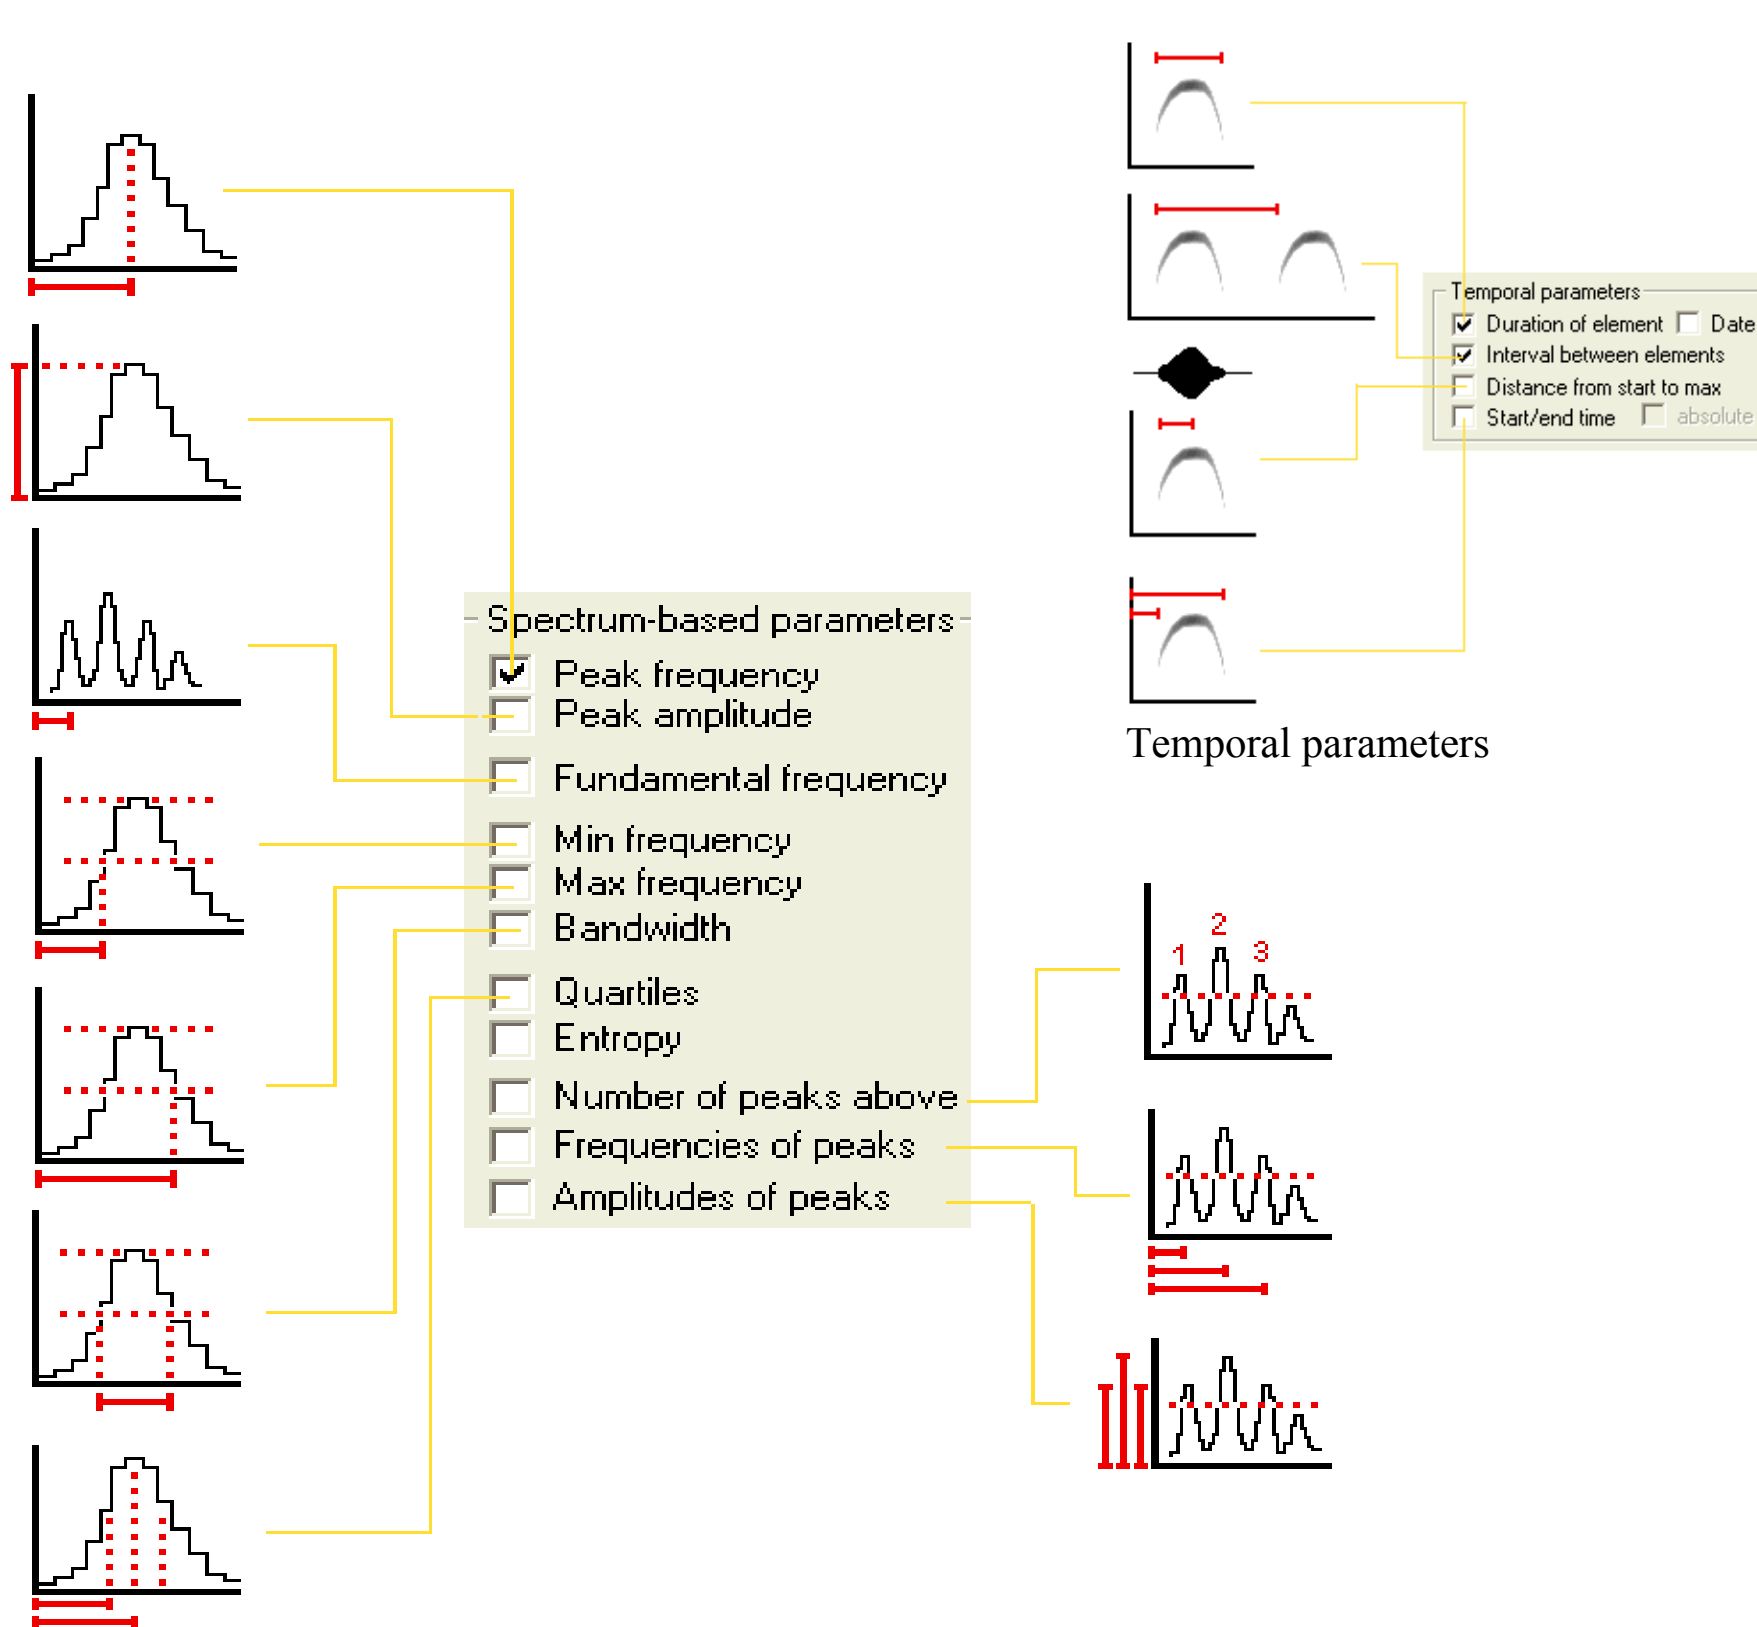 Temporal parameters
Duration of element Date
Interval between elements
Distance from start to max
Start/end time absolute
Temporal parameters
Spectrum-based parameters
Peak frequency
Peak amplitude
Fundamental frequency
Min frequency
Max frequency
Bandwidth
Quartiles
Entropy
Number of peaks above
Frequencies of peaks
Amplitudes of peaks
1 2 3